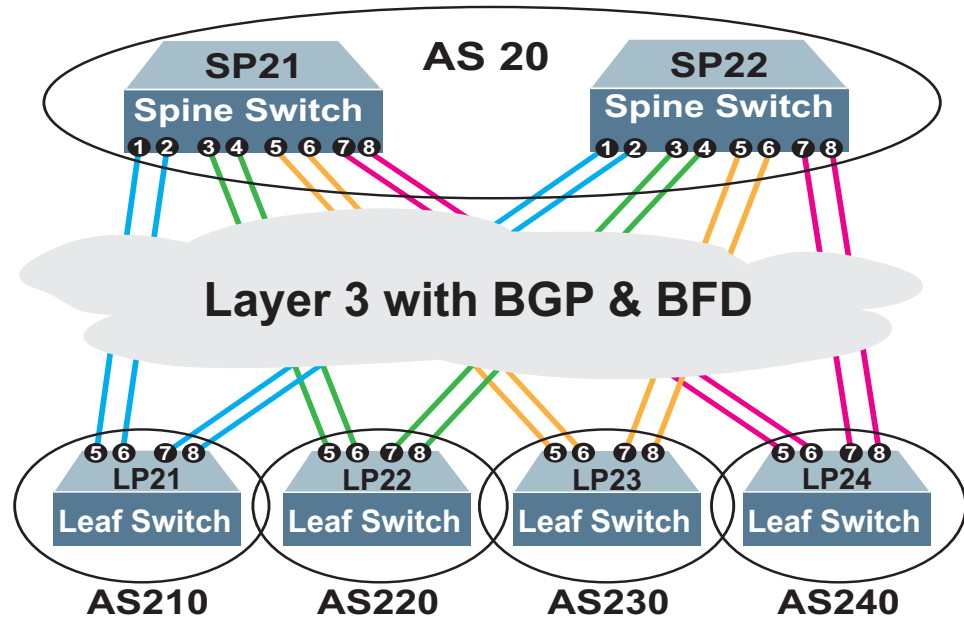 AS 20
SP21
SP22
Spine Switch
Spine Switch
1 2 3 4 5 6 7 8
1 2 3 4 5 6 7 8
Layer 3 with BGP & BFD
5 6 7 8
5 6 7 8
5 6 7 8
5 6 7 8
LP21
LP22
LP23
LP24
Leaf Switch
Leaf Switch
Leaf Switch
Leaf Switch
AS210
AS220
AS230
AS240